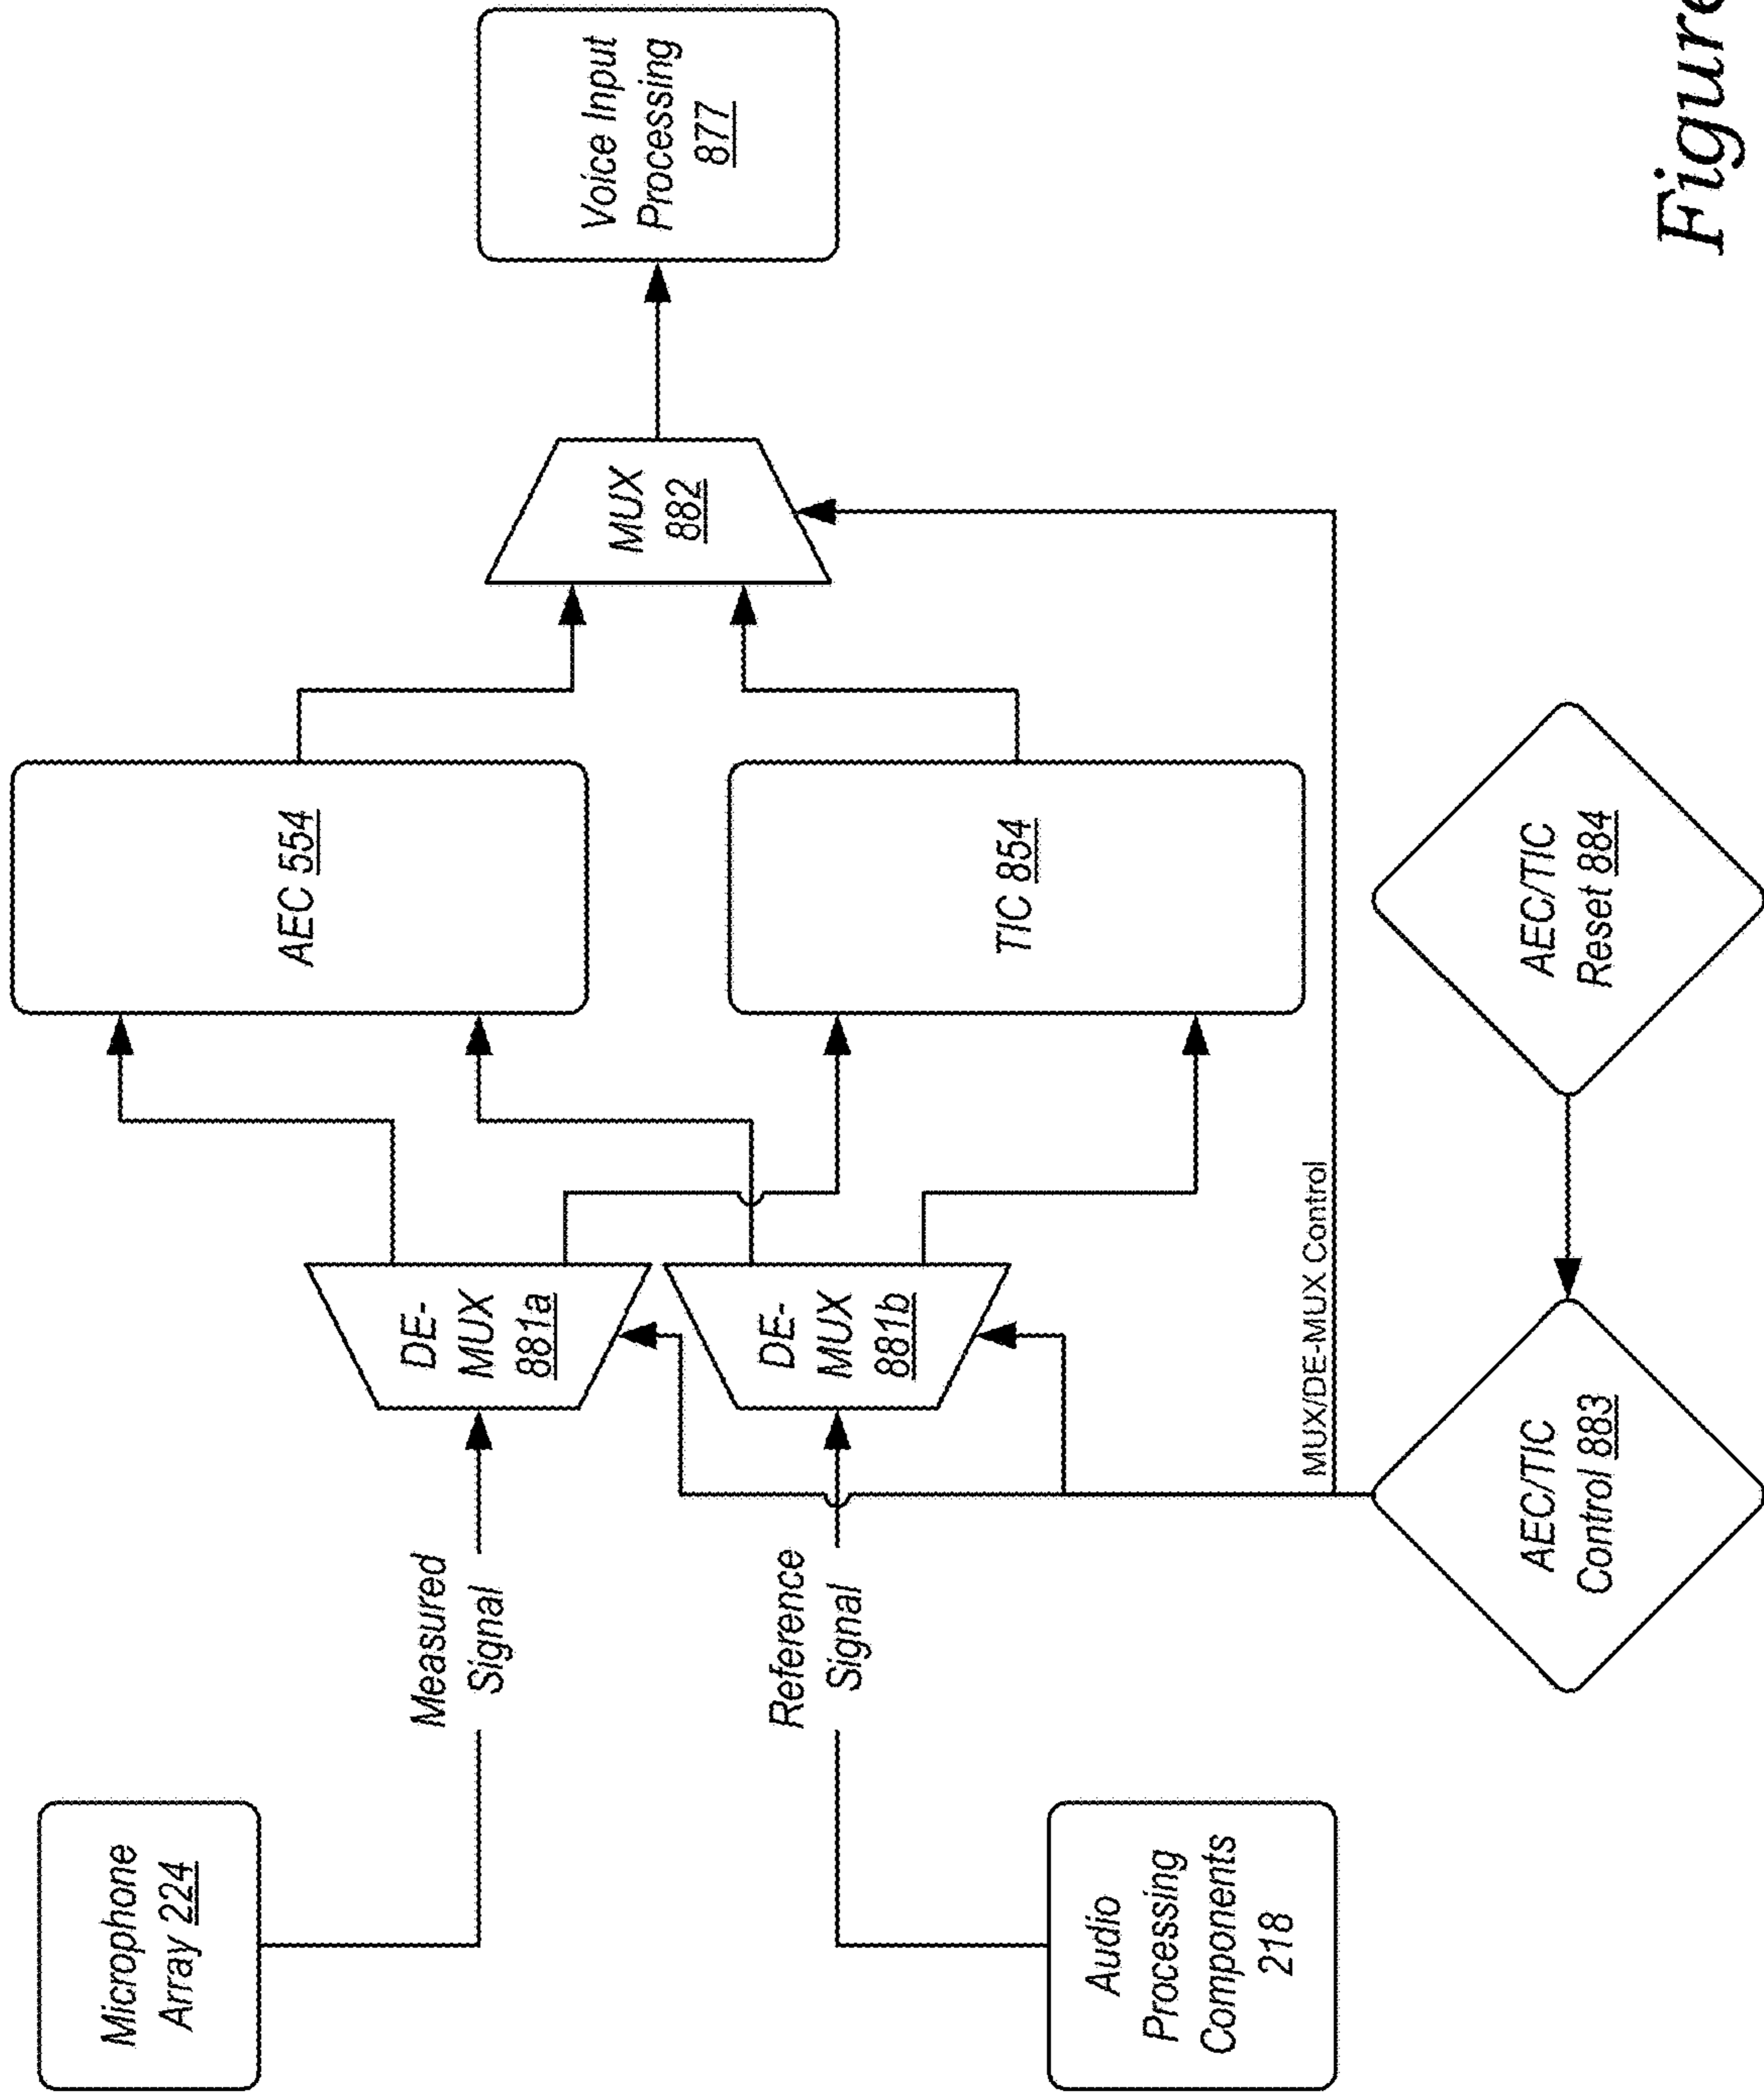 Microphone
Array 224
Measured
Signal
DE-
MUX
881a
AEC 554
MUX
882
Voice Input
Processing
877
Audio
Processing
Components
218
Reference
Signal
DE-
MUX
881b
TIC 854
MUX/DE-MUX Control
AEC/TIC
Control 883
AEC/TIC
Reset 884
Figure